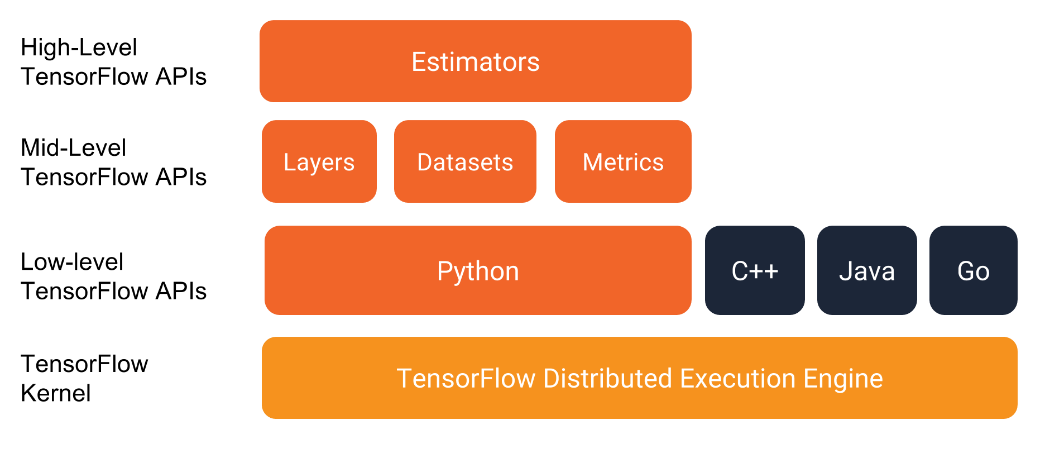 High-Level
TensorFlow APIs
Estimators
Mid-Level
TensorFlow APIs
Layers
Datasets
Metrics
Low-level
TensorFlow APIs
Python
C++
Java
Go
TensorFlow
Kernel
TensorFlow Distributed Execution Engine